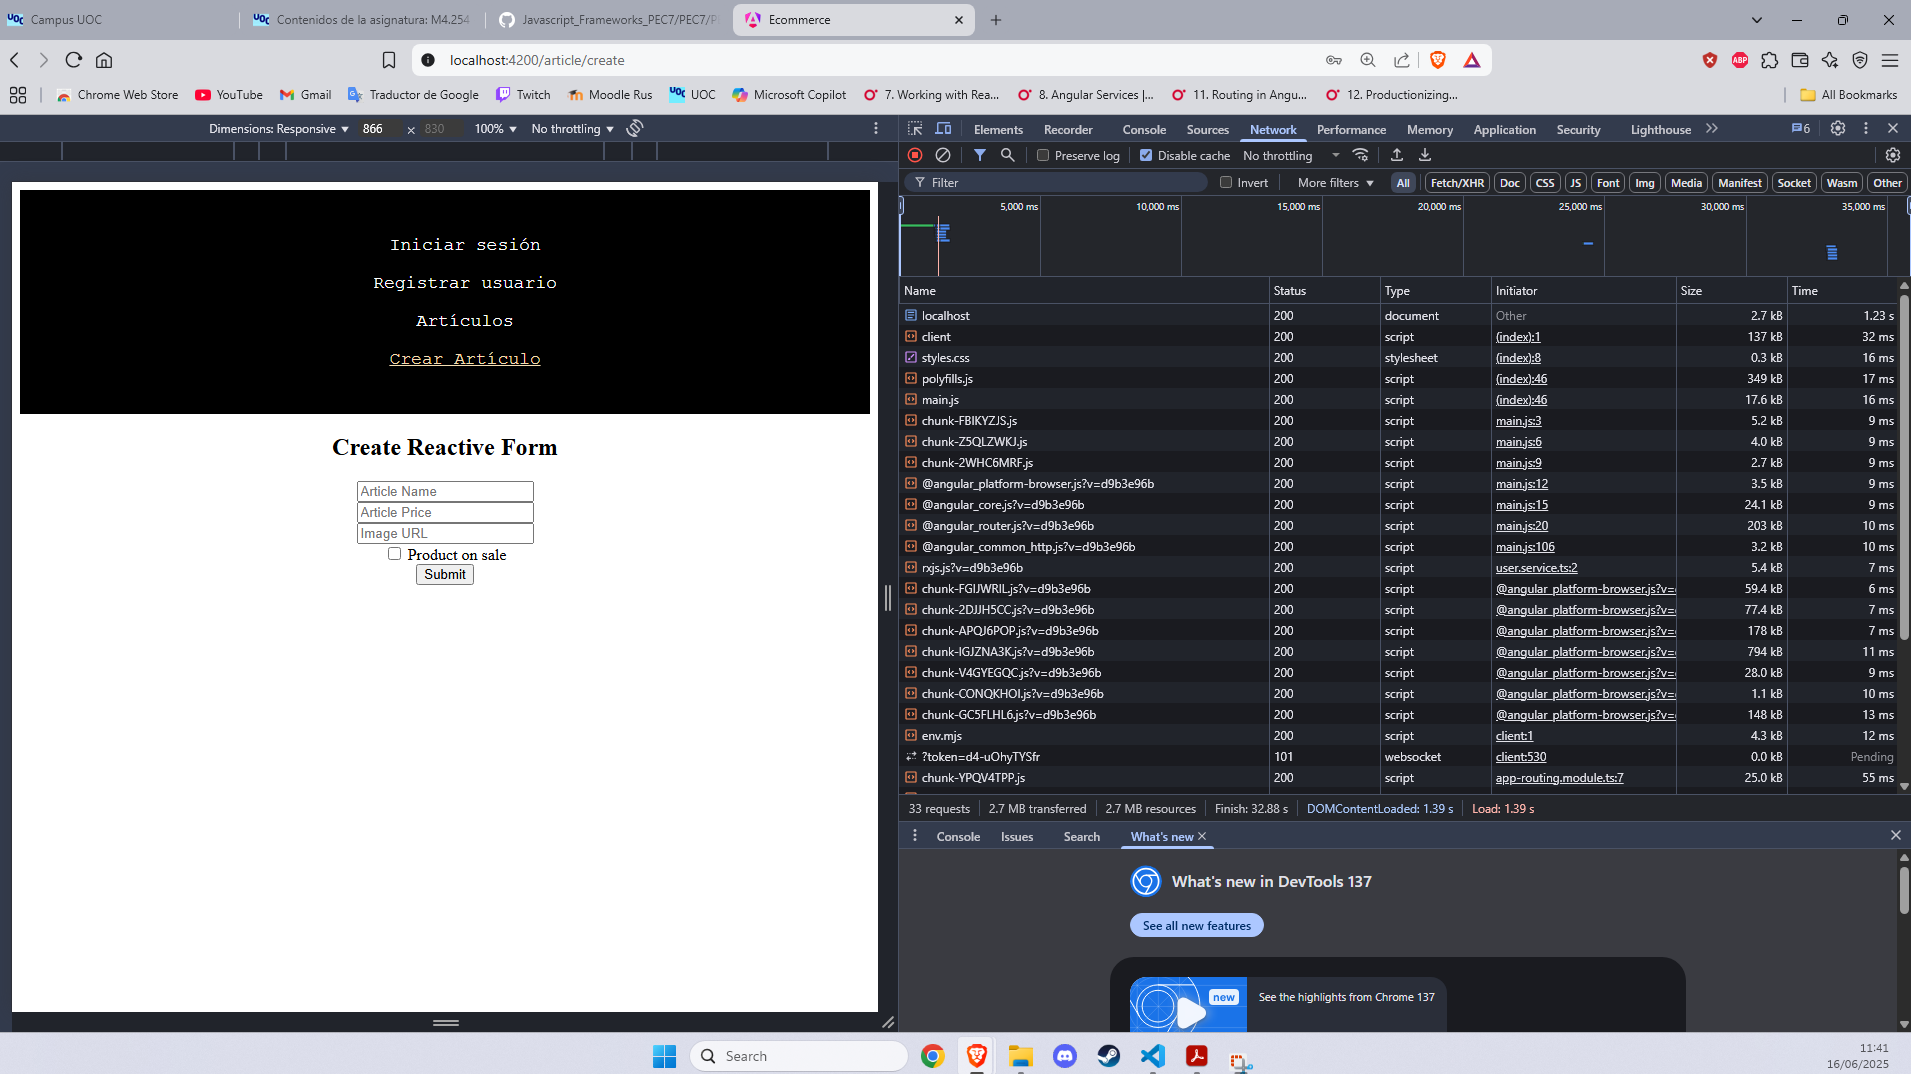 Campus UOC
Contenidos de la asignatura: M4.254
Javascript_Frameworks_PEC7/PEC7/P
Ecommerce
localhost:4200/article/create
Chrome Web Store
YouTube
Gmail
Traductor de Google
Twitch
Moodle Rus
UOC
Microsoft Copilot
7. Working with Rea...
8. Angular Services |...
11. Routing in Angu...
12. Productionizing...
All Bookmarks
Dimensions: Responsive 866 × 830 100% No throttling
Iniciar sesión
Registrar usuario
Artículos
Crear Artículo
Create Reactive Form
Article Name
Article Price
Image URL
Product on sale
Submit
Elements Recorder Console Sources Network Performance Memory Application Security Lighthouse 6
Preserve log Disable cache No throttling
Filter Invert More filters All Fetch/XHR Doc CSS JS Font Img Media Manifest Socket Wasm Other
5,000 ms 10,000 ms 15,000 ms 20,000 ms 25,000 ms 30,000 ms 35,000 ms
Name Status Type Initiator Size Time
localhost 200 document Other 2.7 kB 1.23 s
client 200 script (index):1 137 kB 32 ms
styles.css 200 stylesheet (index):8 0.3 kB 16 ms
polyfills.js 200 script (index):46 349 kB 17 ms
main.js 200 script (index):46 17.6 kB 16 ms
chunk-FBIKYZJS.js 200 script main.js:3 5.2 kB 9 ms
chunk-Z5QLZWKJ.js 200 script main.js:6 4.0 kB 9 ms
chunk-2WHC6MRF.js 200 script main.js:9 2.7 kB 9 ms
@angular_platform-browser.js?v=d9b3e96b 200 script main.js:12 3.5 kB 9 ms
@angular_core.js?v=d9b3e96b 200 script main.js:15 24.1 kB 9 ms
@angular_router.js?v=d9b3e96b 200 script main.js:20 203 kB 10 ms
@angular_common_http.js?v=d9b3e96b 200 script main.js:106 3.2 kB 10 ms
rxjs.js?v=d9b3e96b 200 script user.service.ts:2 5.4 kB 7 ms
chunk-FGIJWRIL.js?v=d9b3e96b 200 script @angular_platform-browser.js?v= 59.4 kB 6 ms
chunk-2DJJH5CC.js?v=d9b3e96b 200 script @angular_platform-browser.js?v= 77.4 kB 7 ms
chunk-APQJ6POP.js?v=d9b3e96b 200 script @angular_platform-browser.js?v= 178 kB 7 ms
chunk-IGJZNA3K.js?v=d9b3e96b 200 script @angular_platform-browser.js?v= 794 kB 11 ms
chunk-V4GYEGQC.js?v=d9b3e96b 200 script @angular_platform-browser.js?v= 28.0 kB 9 ms
chunk-CONQKHOI.js?v=d9b3e96b 200 script @angular_platform-browser.js?v= 1.1 kB 10 ms
chunk-GC5FLHL6.js?v=d9b3e96b 200 script @angular_platform-browser.js?v= 148 kB 13 ms
env.mjs 200 script client:1 4.3 kB 12 ms
?token=d4-uOhyTYSfr 101 websocket client:530 0.0 kB Pending
chunk-YPQV4TPP.js 200 script app-routing.module.ts:7 25.0 kB 55 ms
33 requests 2.7 MB transferred 2.7 MB resources Finish: 32.88 s DOMContentLoaded: 1.39 s Load: 1.39 s
Console Issues Search What's new
What's new in DevTools 137
See all new features
new
See the highlights from Chrome 137
Search
11:41
16/06/2025